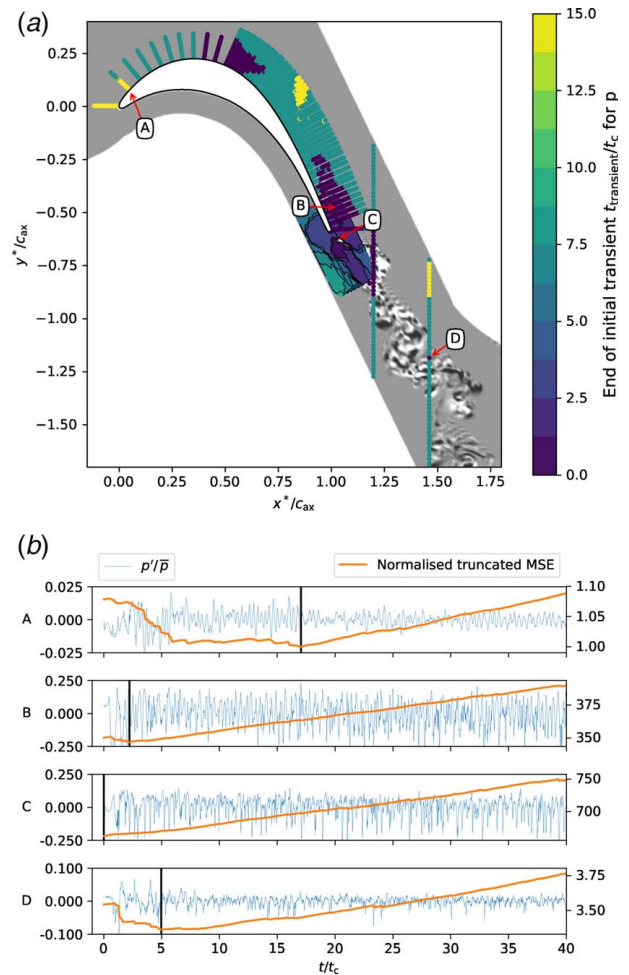 (a)
0.25
0.00
−0.25
−0.50
−0.75
−1.00
−1.25
−1.50
y*/c_ax
0.00 0.25 0.50 0.75 1.00 1.25 1.50 1.75
x*/c_ax
A
B
C
D
15.0
12.5
10.0
7.5
5.0
2.5
0.0
End of initial transient t_transient/t_c for p
(b)
p′/p̅
Normalised truncated MSE
A
0.025
0.000
-0.025
1.10
1.05
1.00
B
0.250
0.000
-0.250
375
350
C
0.250
0.000
-0.250
750
700
D
0.100
0.000
-0.100
3.75
3.50
0 5 10 15 20 25 30 35 40
t/t_c